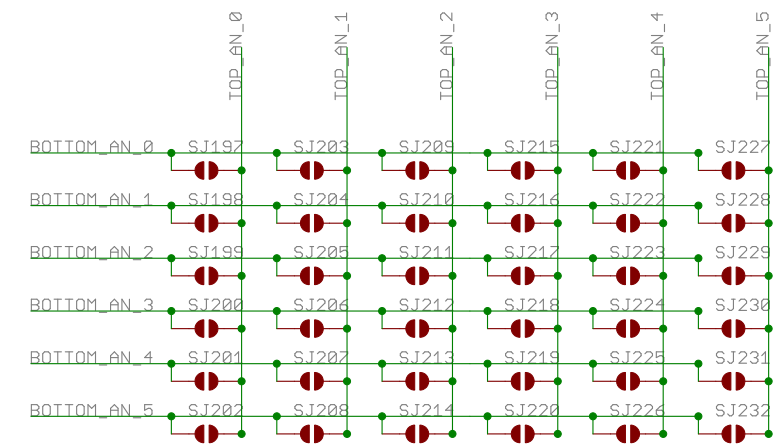 TOP_AN_0 TOP_AN_1 TOP_AN_2 TOP_AN_3 TOP_AN_4 TOP_AN_5
BOTTOM_AN_0 SJ197 SJ203 SJ209 SJ215 SJ221 SJ227
BOTTOM_AN_1 SJ198 SJ204 SJ210 SJ216 SJ222 SJ228
BOTTOM_AN_2 SJ199 SJ205 SJ211 SJ217 SJ223 SJ229
BOTTOM_AN_3 SJ200 SJ206 SJ212 SJ218 SJ224 SJ230
BOTTOM_AN_4 SJ201 SJ207 SJ213 SJ219 SJ225 SJ231
BOTTOM_AN_5 SJ202 SJ208 SJ214 SJ220 SJ226 SJ232